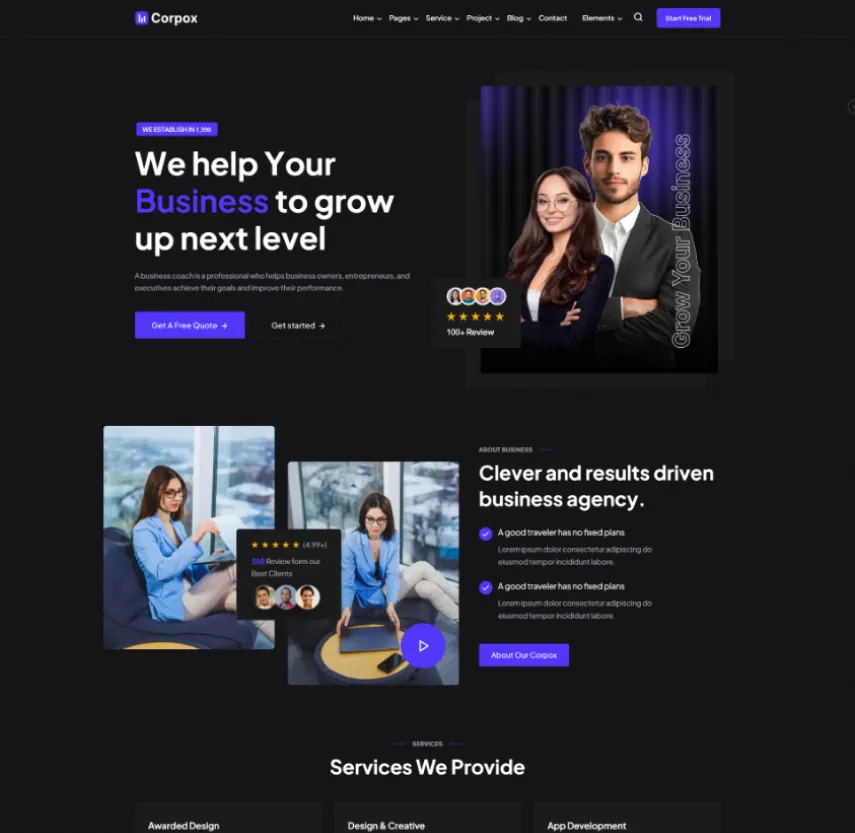 Corpox
Home Pages Service Project Blog Contact Elements Start Free Trial
WE ESTABLISH IN 1,998
We help Your
Business to grow
up next level
A business coach is a professional who helps business owners, entrepreneurs, and
executives achieve their goals and improve their performance.
Get A Free Quote →
Get started →
Grow Your Business
100+ Review
ABOUT BUSINESS
Clever and results driven
business agency.
A good traveler has no fixed plans
Lorem ipsum dolor consectetur adipiscing do
eiusmod tempor incididunt labore.
A good traveler has no fixed plans
Lorem ipsum dolor consectetur adipiscing do
eiusmod tempor incididunt labore.
About Our Corpox
(4.99+)
Review form our
Best Clients
SERVICES
Services We Provide
Awarded Design
Design & Creative
App Development